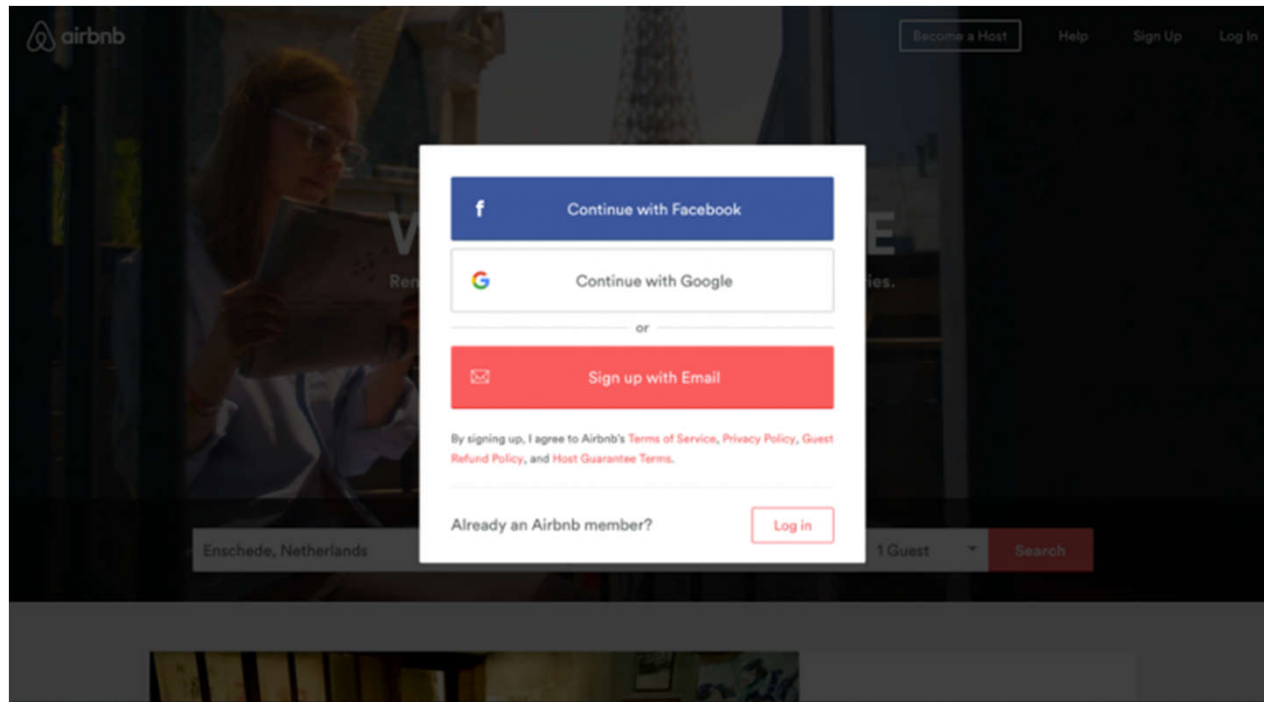 airbnb
Become a Host
Help
Sign Up
Log In
Continue with Facebook
Continue with Google
or
Sign up with Email
By signing up, I agree to Airbnb's Terms of Service, Privacy Policy, Guest
Refund Policy, and Host Guarantee Terms.
Already an Airbnb member?
Log in
Enschede, Netherlands
1 Guest
Search